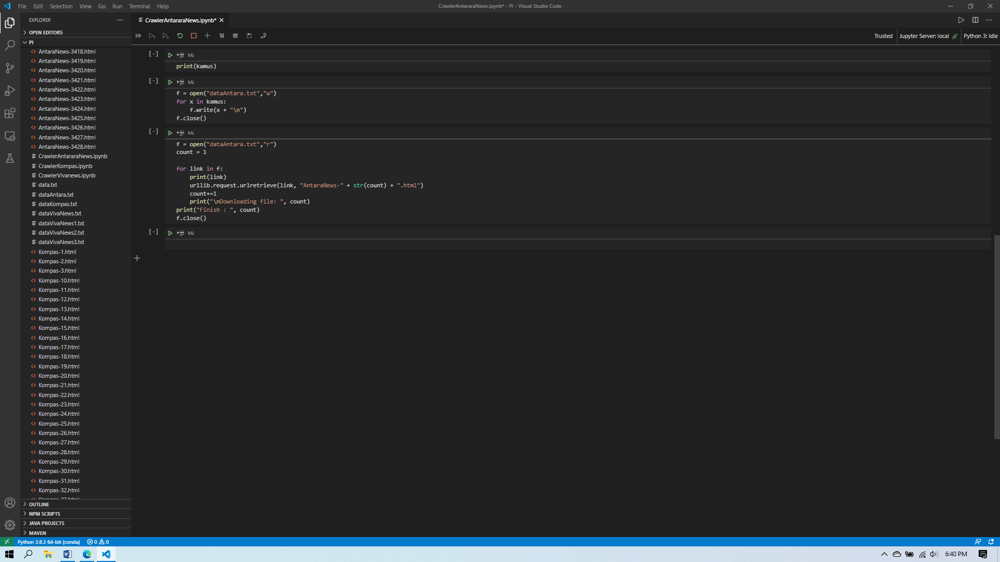 File Edit Selection View Go Run Terminal Help
CrawlerAntararaNews.ipynb* - PI - Visual Studio Code
EXPLORER
OPEN EDITORS
PI
AntaraNews-3418.html
AntaraNews-3419.html
AntaraNews-3420.html
AntaraNews-3421.html
AntaraNews-3422.html
AntaraNews-3423.html
AntaraNews-3424.html
AntaraNews-3425.html
AntaraNews-3426.html
AntaraNews-3427.html
AntaraNews-3428.html
CrawlerAntararaNews.ipynb
CrawlerKompas.ipynb
CrawlerVivanews.ipynb
data.txt
dataAntara.txt
dataKompas.txt
dataVivaNews.txt
dataVivaNews1.txt
dataVivaNews2.txt
dataVivaNews3.txt
Kompas-1.html
Kompas-2.html
Kompas-3.html
Kompas-10.html
Kompas-11.html
Kompas-12.html
Kompas-13.html
Kompas-14.html
Kompas-15.html
Kompas-16.html
Kompas-17.html
Kompas-18.html
Kompas-19.html
Kompas-20.html
Kompas-21.html
Kompas-22.html
Kompas-23.html
Kompas-24.html
Kompas-25.html
Kompas-26.html
Kompas-27.html
Kompas-28.html
Kompas-29.html
Kompas-30.html
Kompas-31.html
Kompas-32.html
OUTLINE
NPM SCRIPTS
JAVA PROJECTS
MAVEN
CrawlerAntararaNews.ipynb*
Trusted Jupyter Server: local Python 3: Idle
[-] M↓
print(kamus)
[-] M↓
f = open("dataAntara.txt","w")
for x in kamus:
    f.write(x + "\n")
f.close()
[-] M↓
f = open("dataAntara.txt","r")
count = 1
for link in f:
    print(link)
    urllib.request.urlretrieve(link, "AntaraNews-" + str(count) + ".html")
    count+=1
    print("\nDownloading file: ", count)
print("Finish : ", count)
f.close()
[-] M↓
Python 3.8.3 64-bit (conda) 0 0
6:40 PM